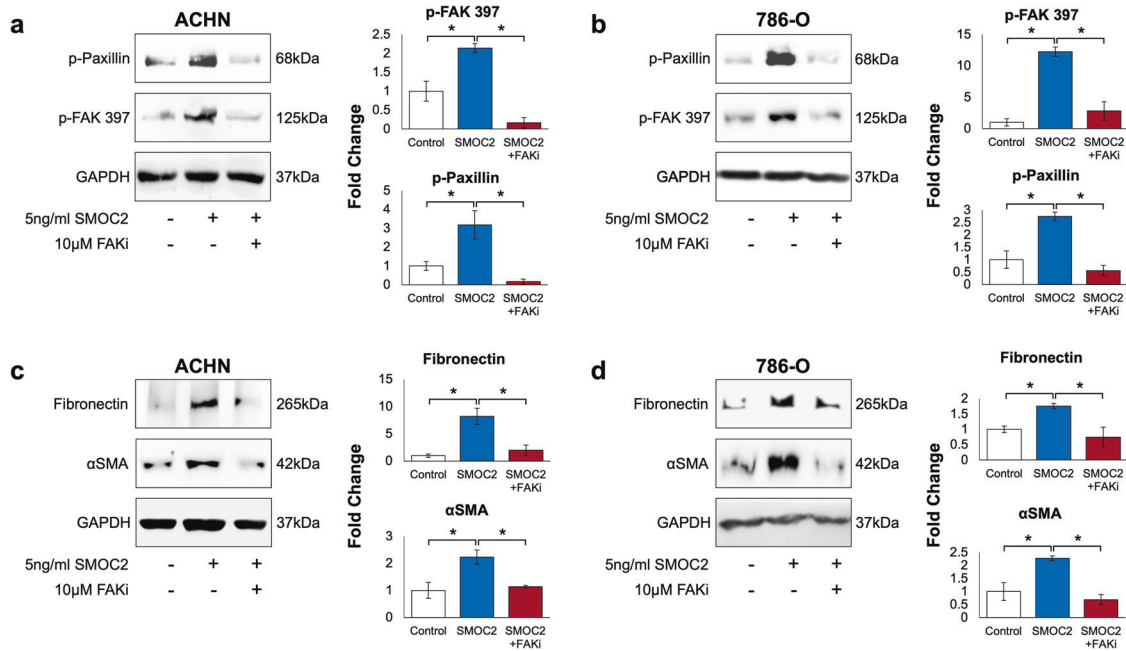 a
ACHN
p-Paxillin
68kDa
p-FAK 397
125kDa
GAPDH
37kDa
5ng/ml SMOC2 - + +
10µM FAKi - - +
Fold Change
p-FAK 397
* *
2.5
2
1.5
1
0.5
0
Control SMOC2 SMOC2
+FAKi
p-Paxillin
* *
5
4
3
2
1
0
Control SMOC2 SMOC2
+FAKi
b
786-O
p-Paxillin
68kDa
p-FAK 397
125kDa
GAPDH
37kDa
5ng/ml SMOC2 - + +
10µM FAKi - - +
Fold Change
p-FAK 397
* *
15
10
5
0
Control SMOC2 SMOC2
+FAKi
p-Paxillin
* *
3
2.5
2
1.5
1
0.5
0
Control SMOC2 SMOC2
+FAKi
c
ACHN
Fibronectin
265kDa
αSMA
42kDa
GAPDH
37kDa
5ng/ml SMOC2 - + +
10µM FAKi - - +
Fold Change
Fibronectin
* *
15
10
5
0
Control SMOC2 SMOC2
+FAKi
αSMA
* *
3
2
1
0
Control SMOC2 SMOC2
+FAKi
d
786-O
Fibronectin
265kDa
αSMA
42kDa
GAPDH
37kDa
5ng/ml SMOC2 - + +
10µM FAKi - - +
Fold Change
Fibronectin
* *
2
1.5
1
0.5
0
Control SMOC2 SMOC2
+FAKi
αSMA
* *
2.5
2
1.5
1
0.5
0
Control SMOC2 SMOC2
+FAKi